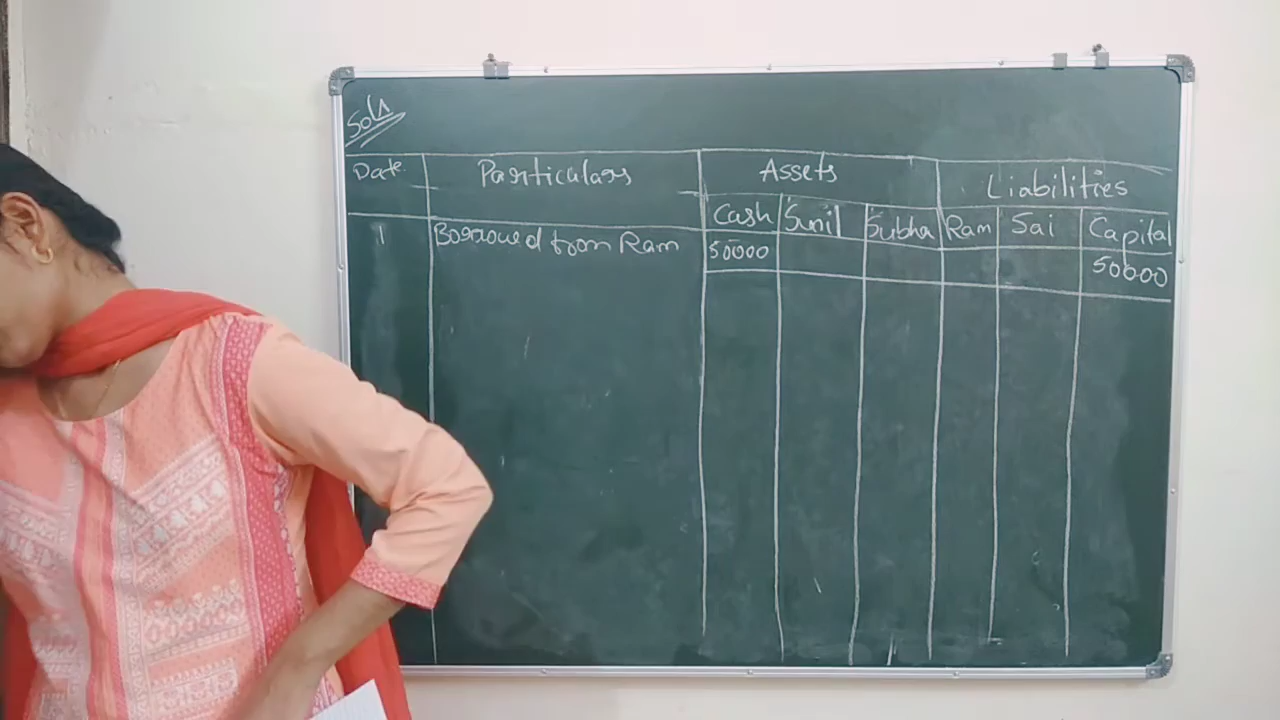 Soln
Date Particulars Assets Liabilities
Cash Sunil Subha Ram Sai Capital
1 Borrowed from Ram 50000 50000